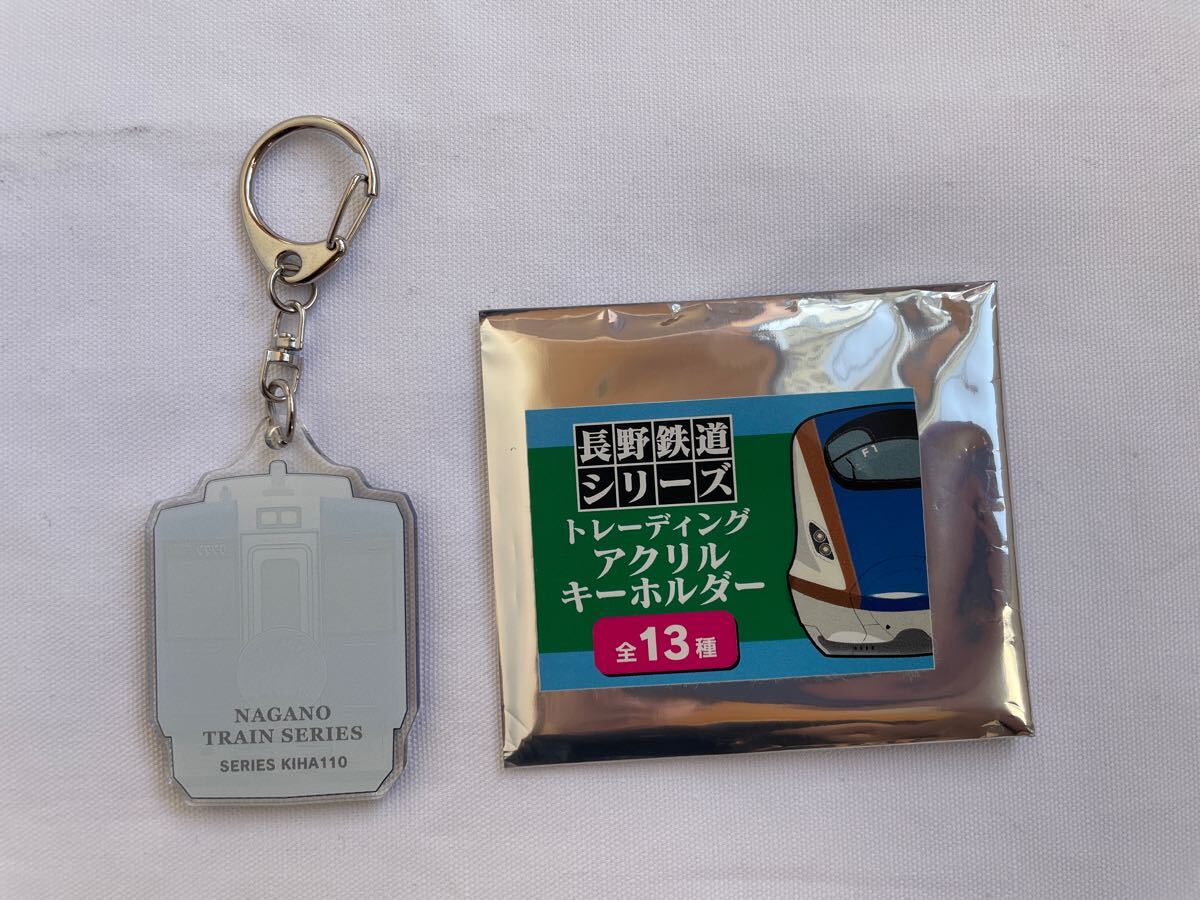 NAGANO
TRAIN SERIES
SERIES KIHA110
長野鉄道
シリーズ
トレーディング
アクリル
キーホルダー
全13種
F1